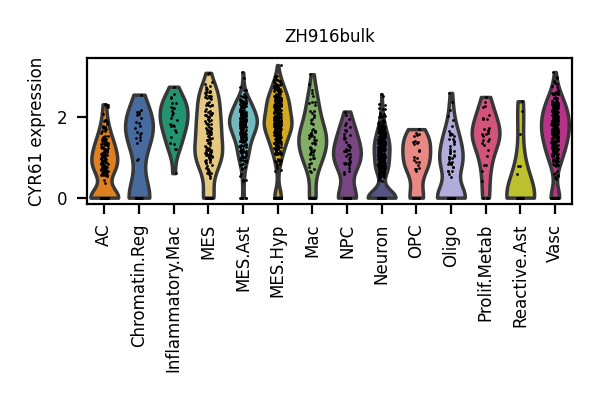 ZH916bulk
CYR61 expression
2
0
AC
Chromatin.Reg
Inflammatory.Mac
MES
MES.Ast
MES.Hyp
Mac
NPC
Neuron
OPC
Oligo
Prolif.Metab
Reactive.Ast
Vasc